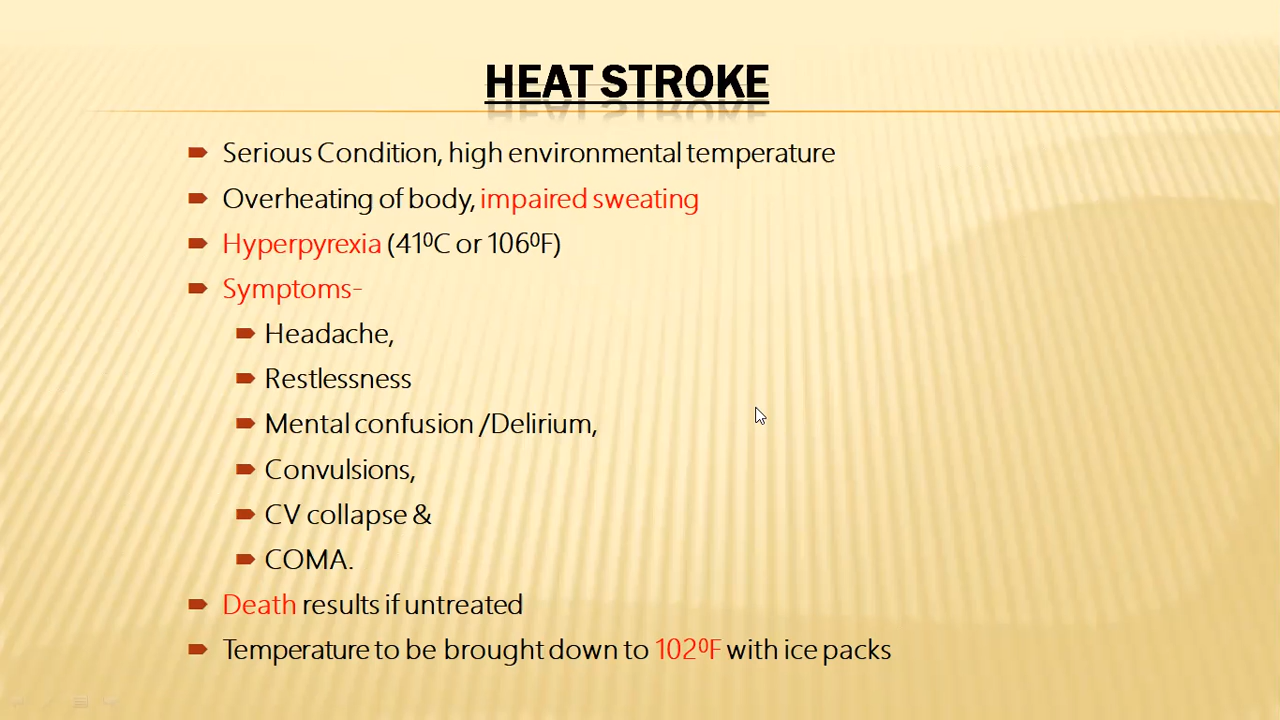 HEAT STROKE
Serious Condition, high environmental temperature
Overheating of body, impaired sweating
Hyperpyrexia (41⁰C or 106⁰F)
Symptoms-
Headache,
Restlessness
Mental confusion /Delirium,
Convulsions,
CV collapse &
COMA.
Death results if untreated
Temperature to be brought down to 102⁰F with ice packs